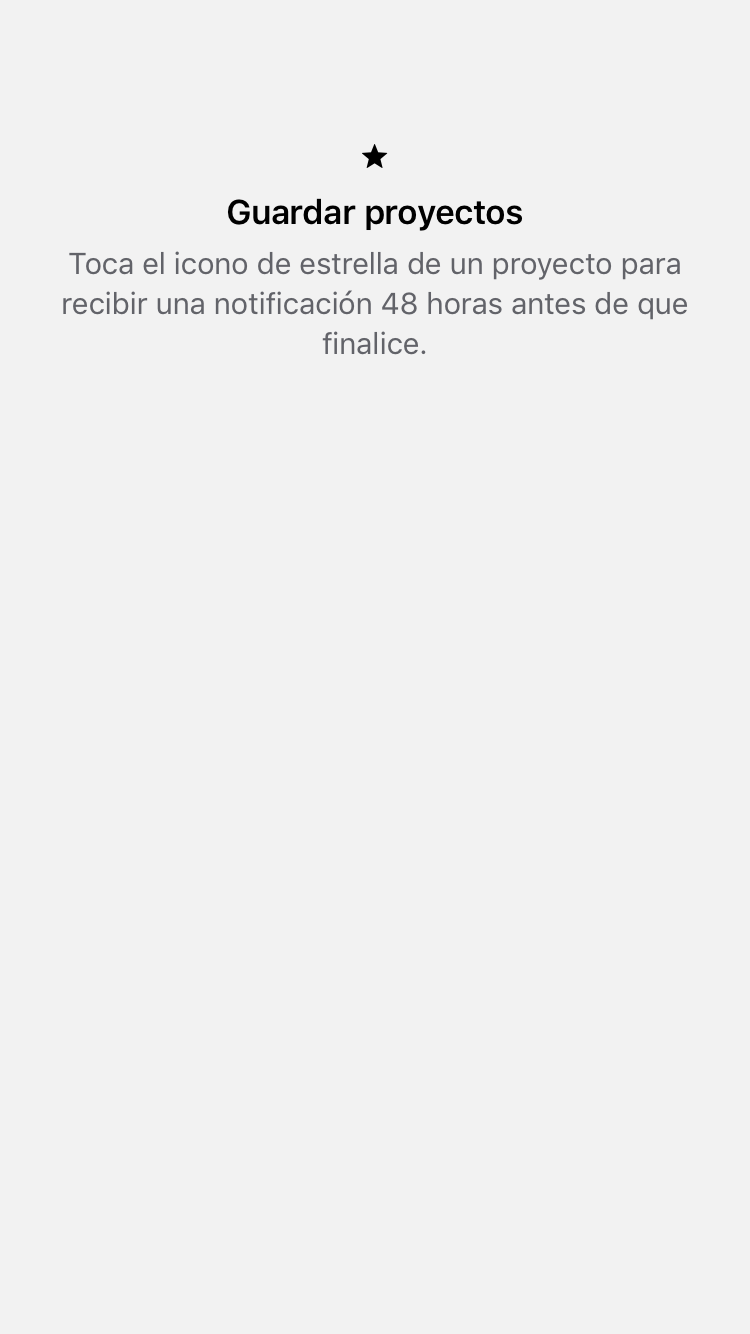 Guardar proyectos
Toca el icono de estrella de un proyecto para
recibir una notificación 48 horas antes de que
finalice.